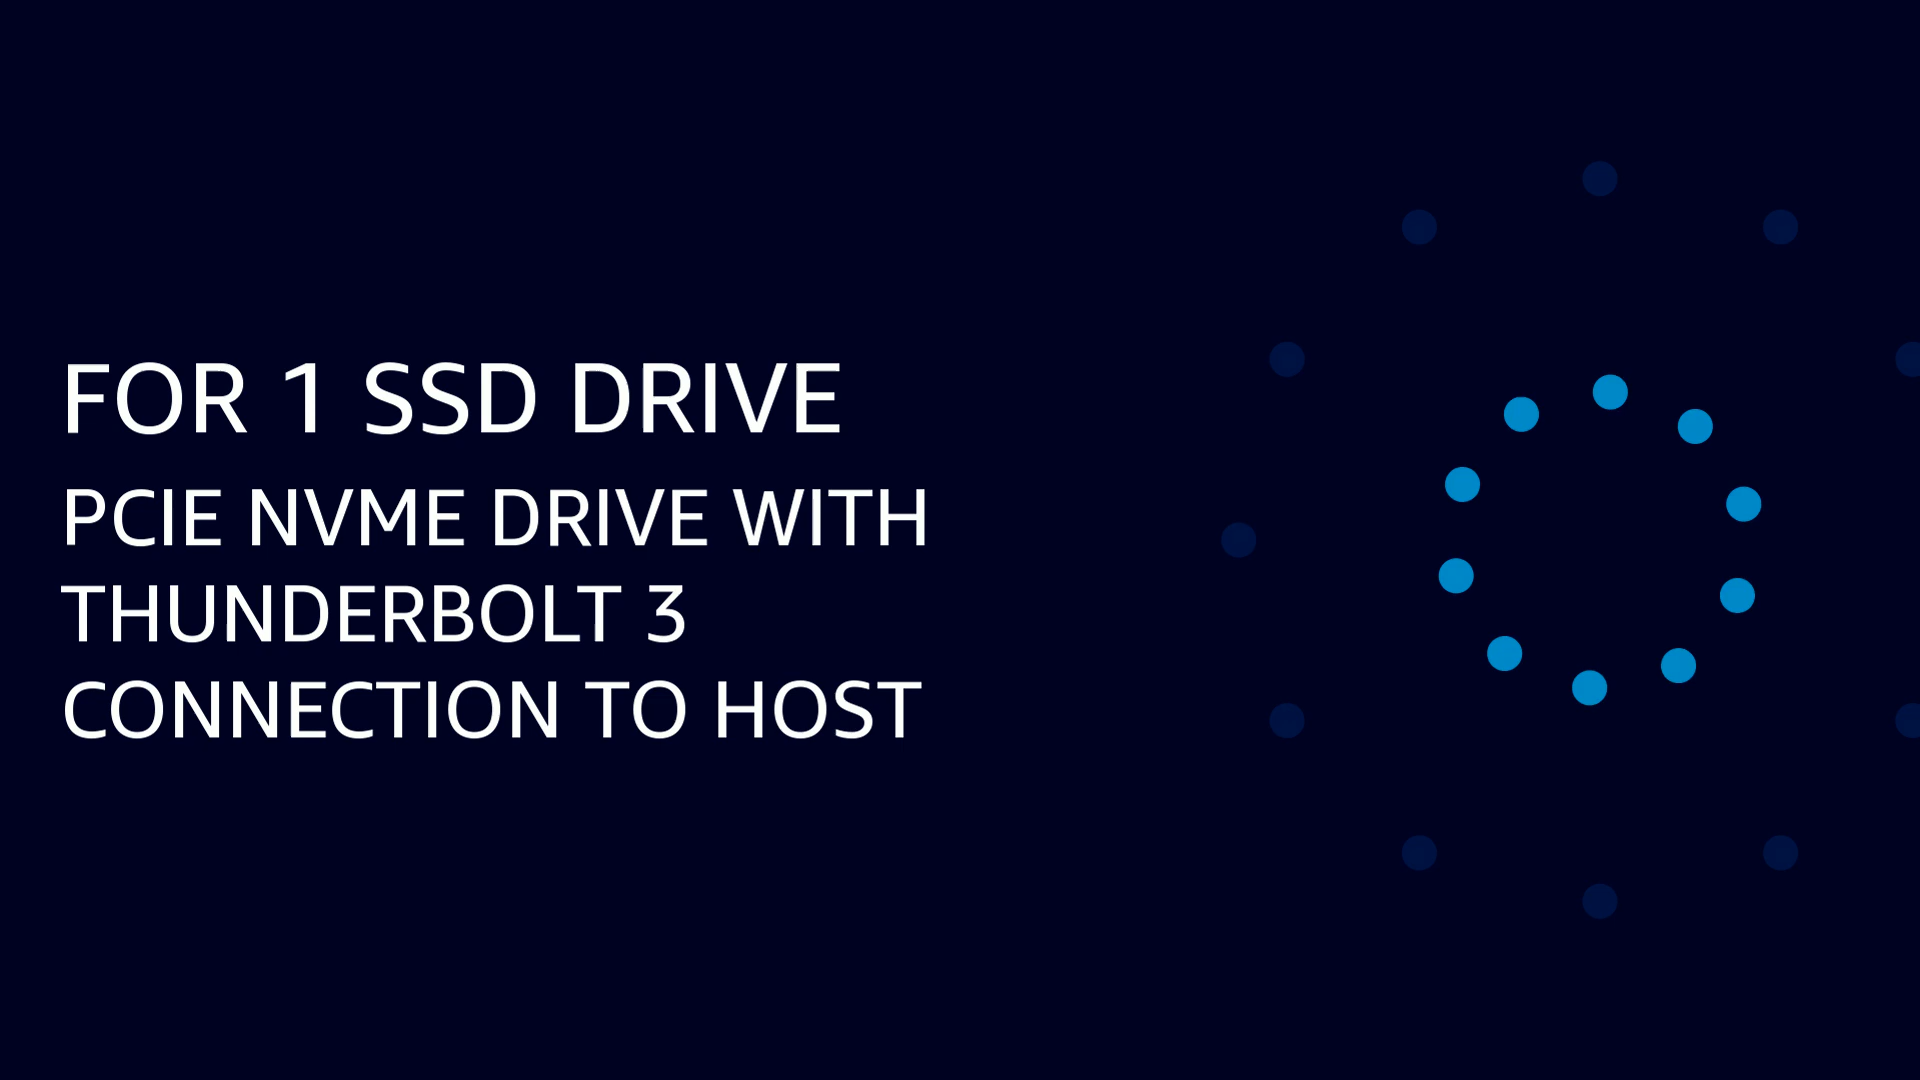 FOR 1 SSD DRIVE
PCIE NVME DRIVE WITH
THUNDERBOLT 3
CONNECTION TO HOST